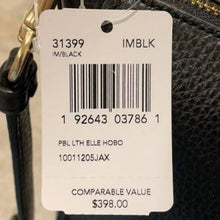 31399 IMBLK
IM/BLACK
1 92643 03786 1
PBL LTH ELLE HOBO
10011205JAX
COMPARABLE VALUE
$398.00